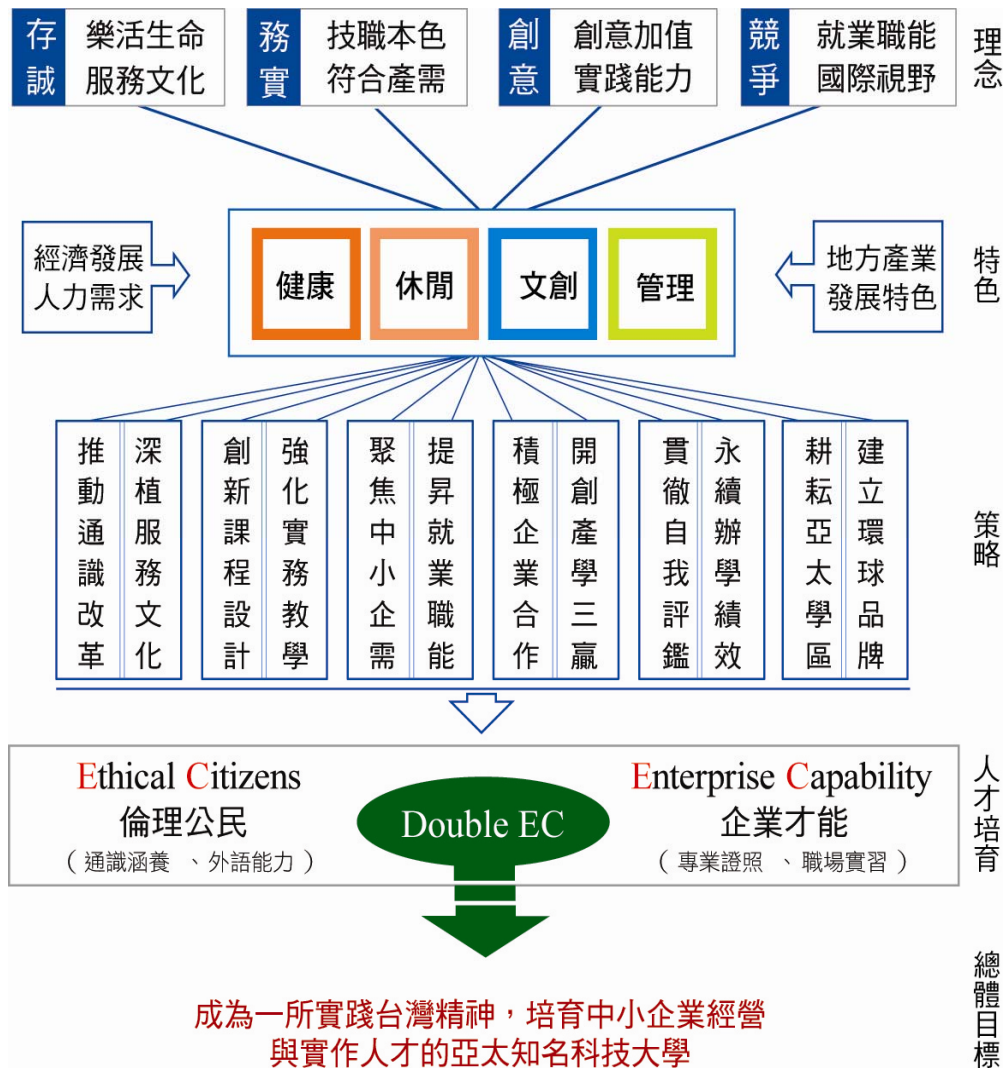 存誠
樂活生命
服務文化
務實
技職本色
符合產需
創意
創意加值
實踐能力
競爭
就業職能
國際視野
理念
經濟發展
人力需求
健康
休閒
文創
管理
地方產業
發展特色
特色
推動通識改革
深植服務文化
創新課程設計
強化實務教學
聚焦中小企需
提昇就業職能
積極企業合作
開創產學三贏
貫徹自我評鑑
永續辦學績效
耕耘亞太學區
建立環球品牌
策略
Ethical Citizens
倫理公民
（通識涵養、外語能力）
Double EC
Enterprise Capability
企業才能
（專業證照、職場實習）
人才培育
成為一所實踐台灣精神，培育中小企業經營
與實作人才的亞太知名科技大學
總體目標